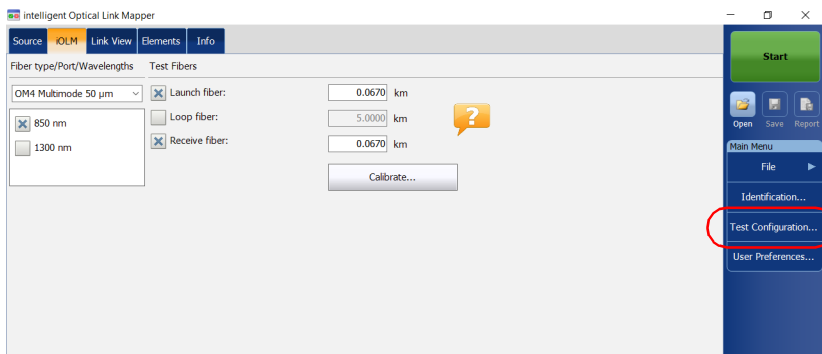 intelligent Optical Link Mapper
Source iOLM Link View Elements Info
Fiber type/Port/Wavelengths Test Fibers
OM4 Multimode 50 µm
850 nm
1300 nm
Launch fiber: 0.0670 km
Loop fiber: 5.0000 km
Receive fiber: 0.0670 km
?
Calibrate...
Start
Open Save Report
Main Menu
File
Identification...
Test Configuration...
User Preferences...